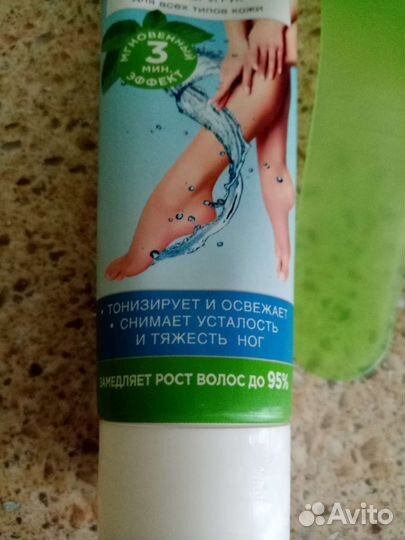 для всех типов кожи
МГНОВЕННЫЙ
3
МИН.
ЭФФЕКТ
• ТОНИЗИРУЕТ И ОСВЕЖАЕТ
• СНИМАЕТ УСТАЛОСТЬ
И ТЯЖЕСТЬ НОГ
ЗАМЕДЛЯЕТ РОСТ ВОЛОС ДО 95%
Avito